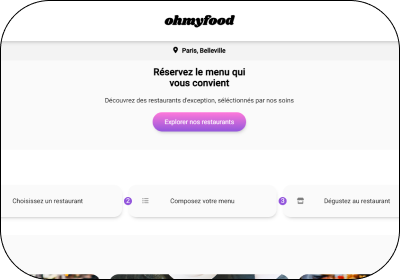 ohmyfood
Paris, Belleville
Réservez le menu qui
vous convient
Découvrez des restaurants d'exception, séléctionnés par nos soins
Explorer nos restaurants
Choisissez un restaurant
2 Composez votre menu
3 Dégustez au restaurant